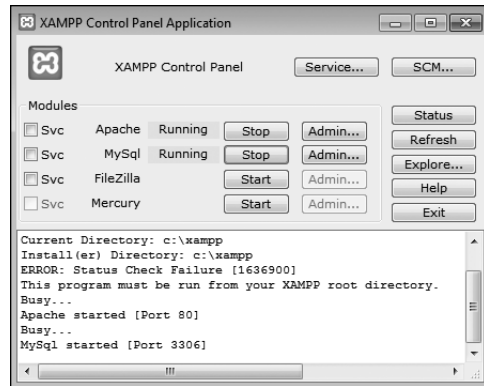 XAMPP Control Panel Application
XAMPP Control Panel Service... SCM...
Modules
Svc Apache Running Stop Admin...
Svc MySql Running Stop Admin...
Svc FileZilla Start Admin...
Svc Mercury Start Admin...
Status
Refresh
Explore...
Help
Exit
Current Directory: c:\xampp
Install(er) Directory: c:\xampp
ERROR: Status Check Failure [1636900]
This program must be run from your XAMPP root directory.
Busy...
Apache started [Port 80]
Busy...
MySql started [Port 3306]